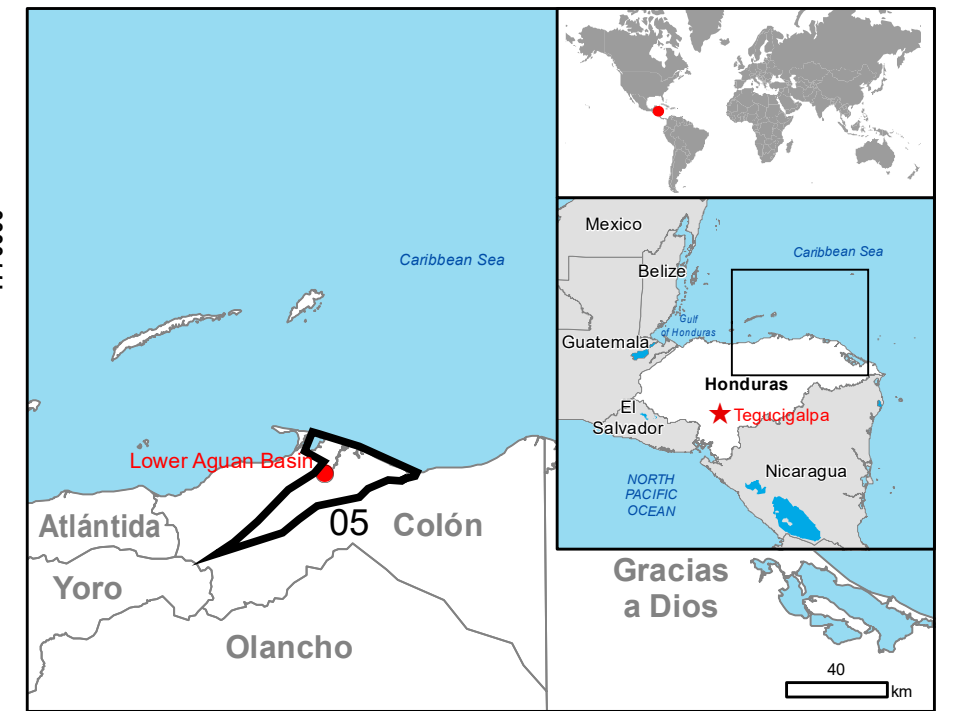 Caribbean Sea
Lower Aguan Basin
05
Atlántida
Colón
Yoro
Olancho
Gracias
a Dios
40
km
Mexico
Caribbean Sea
Belize
Gulf
of Honduras
Guatemala
Honduras
El
Salvador
Tegucigalpa
Nicaragua
NORTH
PACIFIC
OCEAN